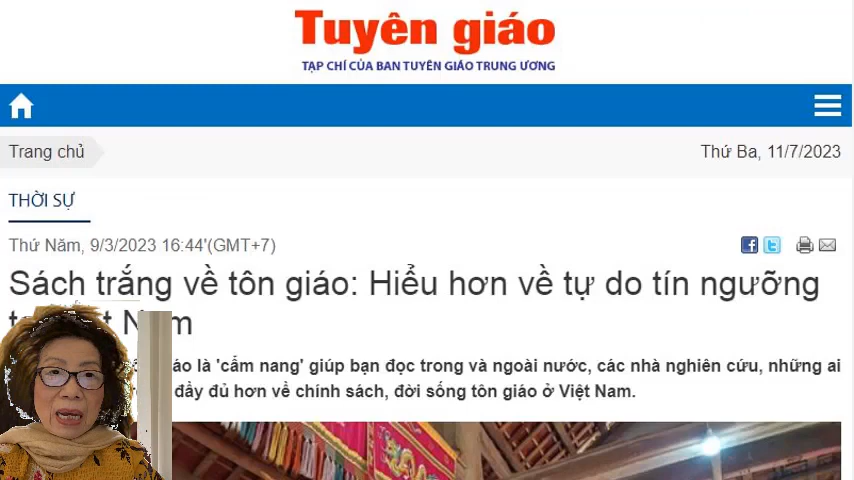 Tuyên giáo
TẠP CHÍ CỦA BAN TUYÊN GIÁO TRUNG ƯƠNG
Trang chủ
Thứ Ba, 11/7/2023
THỜI SỰ
Thứ Năm, 9/3/2023 16:44'(GMT+7)
Sách trắng về tôn giáo: Hiểu hơn về tự do tín ngưỡng
là 'cẩm nang' giúp bạn đọc trong và ngoài nước, các nhà nghiên cứu, những ai
đầy đủ hơn về chính sách, đời sống tôn giáo ở Việt Nam.